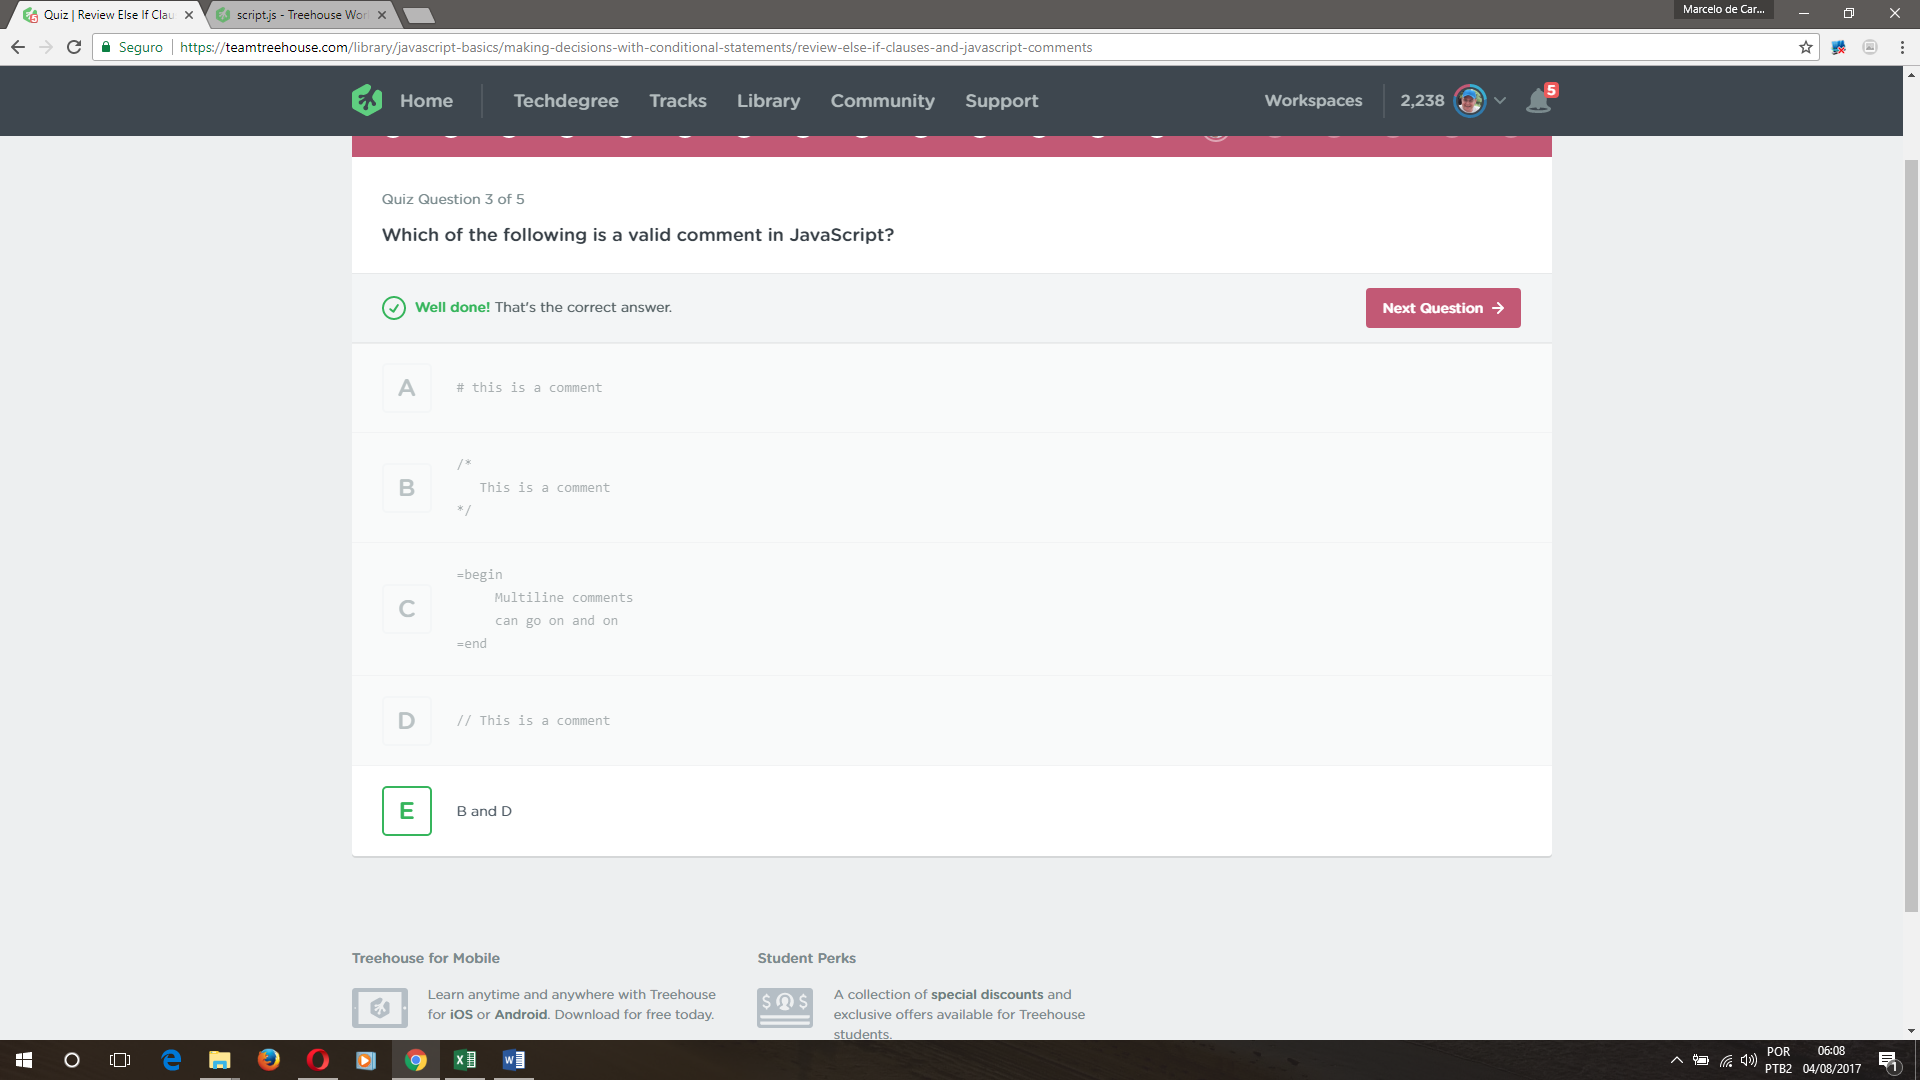 Quiz | Review Else If Clau
script.js - Treehouse Wor
Marcelo de Car...
Seguro
https://teamtreehouse.com/library/javascript-basics/making-decisions-with-conditional-statements/review-else-if-clauses-and-javascript-comments
Home Techdegree Tracks Library Community Support Workspaces 2,238 5
Quiz Question 3 of 5
Which of the following is a valid comment in JavaScript?
Well done! That's the correct answer.
Next Question →
A # this is a comment
/*
B This is a comment
*/
=begin
Multiline comments
C
can go on and on
=end
D // This is a comment
E B and D
Treehouse for Mobile
Learn anytime and anywhere with Treehouse
for iOS or Android. Download for free today.
Student Perks
A collection of special discounts and
exclusive offers available for Treehouse
students.
POR
PTB2
06:08
04/08/2017
1